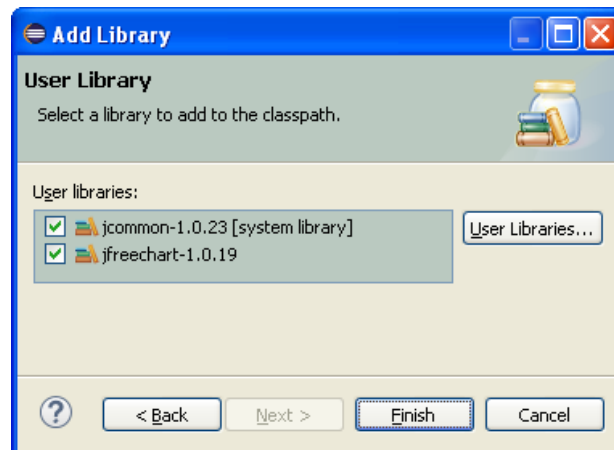 Add Library
User Library
Select a library to add to the classpath.
User libraries:
jcommon-1.0.23 [system library]
User Libraries...
jfreechart-1.0.19
?
< Back
Next >
Finish
Cancel